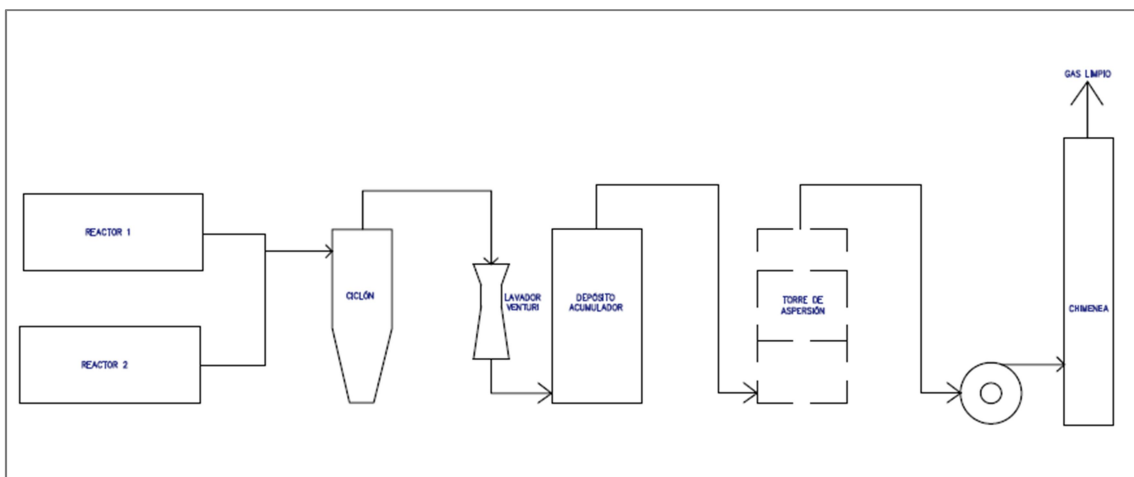 REACTOR 1
REACTOR 2
CICLÓN
LAVADOR
VENTURI
DEPÓSITO
ACUMULADOR
TORRE DE
ASPERSIÓN
CHIMENEA
GAS LIMPIO